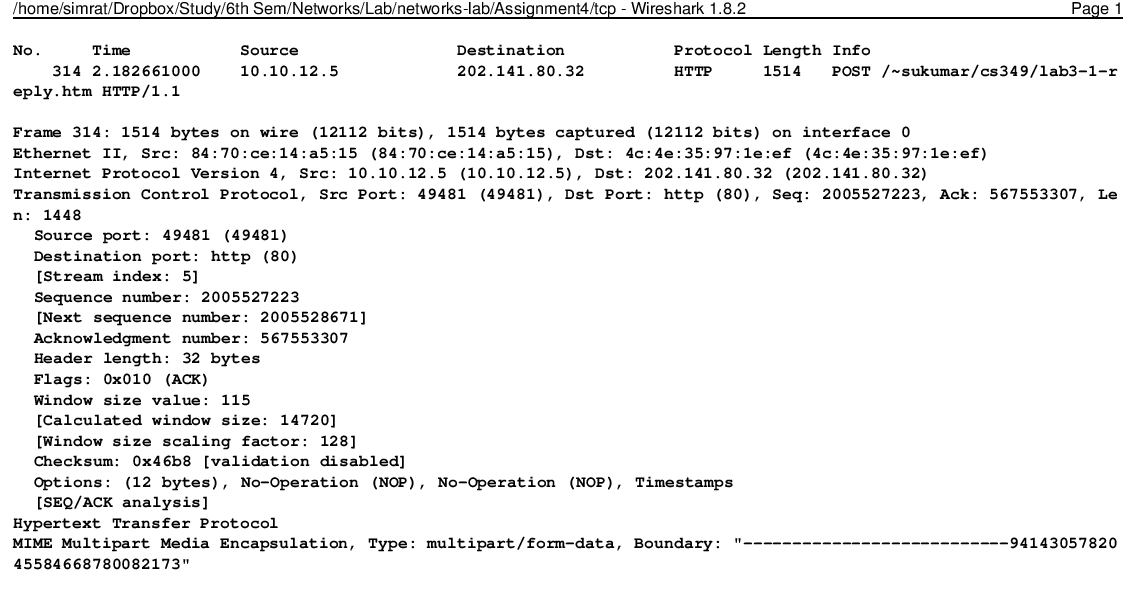 /home/simrat/Dropbox/Study/6th Sem/Networks/Lab/networks-lab/Assignment4/tcp - Wireshark 1.8.2 Page 1
No. Time Source Destination Protocol Length Info
314 2.182661000 10.10.12.5 202.141.80.32 HTTP 1514 POST /~sukumar/cs349/lab3-1-r
eply.htm HTTP/1.1
Frame 314: 1514 bytes on wire (12112 bits), 1514 bytes captured (12112 bits) on interface 0
Ethernet II, Src: 84:70:ce:14:a5:15 (84:70:ce:14:a5:15), Dst: 4c:4e:35:97:1e:ef (4c:4e:35:97:1e:ef)
Internet Protocol Version 4, Src: 10.10.12.5 (10.10.12.5), Dst: 202.141.80.32 (202.141.80.32)
Transmission Control Protocol, Src Port: 49481 (49481), Dst Port: http (80), Seq: 2005527223, Ack: 567553307, Le
n: 1448
Source port: 49481 (49481)
Destination port: http (80)
[Stream index: 5]
Sequence number: 2005527223
[Next sequence number: 2005528671]
Acknowledgment number: 567553307
Header length: 32 bytes
Flags: 0x010 (ACK)
Window size value: 115
[Calculated window size: 14720]
[Window size scaling factor: 128]
Checksum: 0x46b8 [validation disabled]
Options: (12 bytes), No-Operation (NOP), No-Operation (NOP), Timestamps
[SEQ/ACK analysis]
Hypertext Transfer Protocol
MIME Multipart Media Encapsulation, Type: multipart/form-data, Boundary: "---------------------------94143057820
45584668780082173"